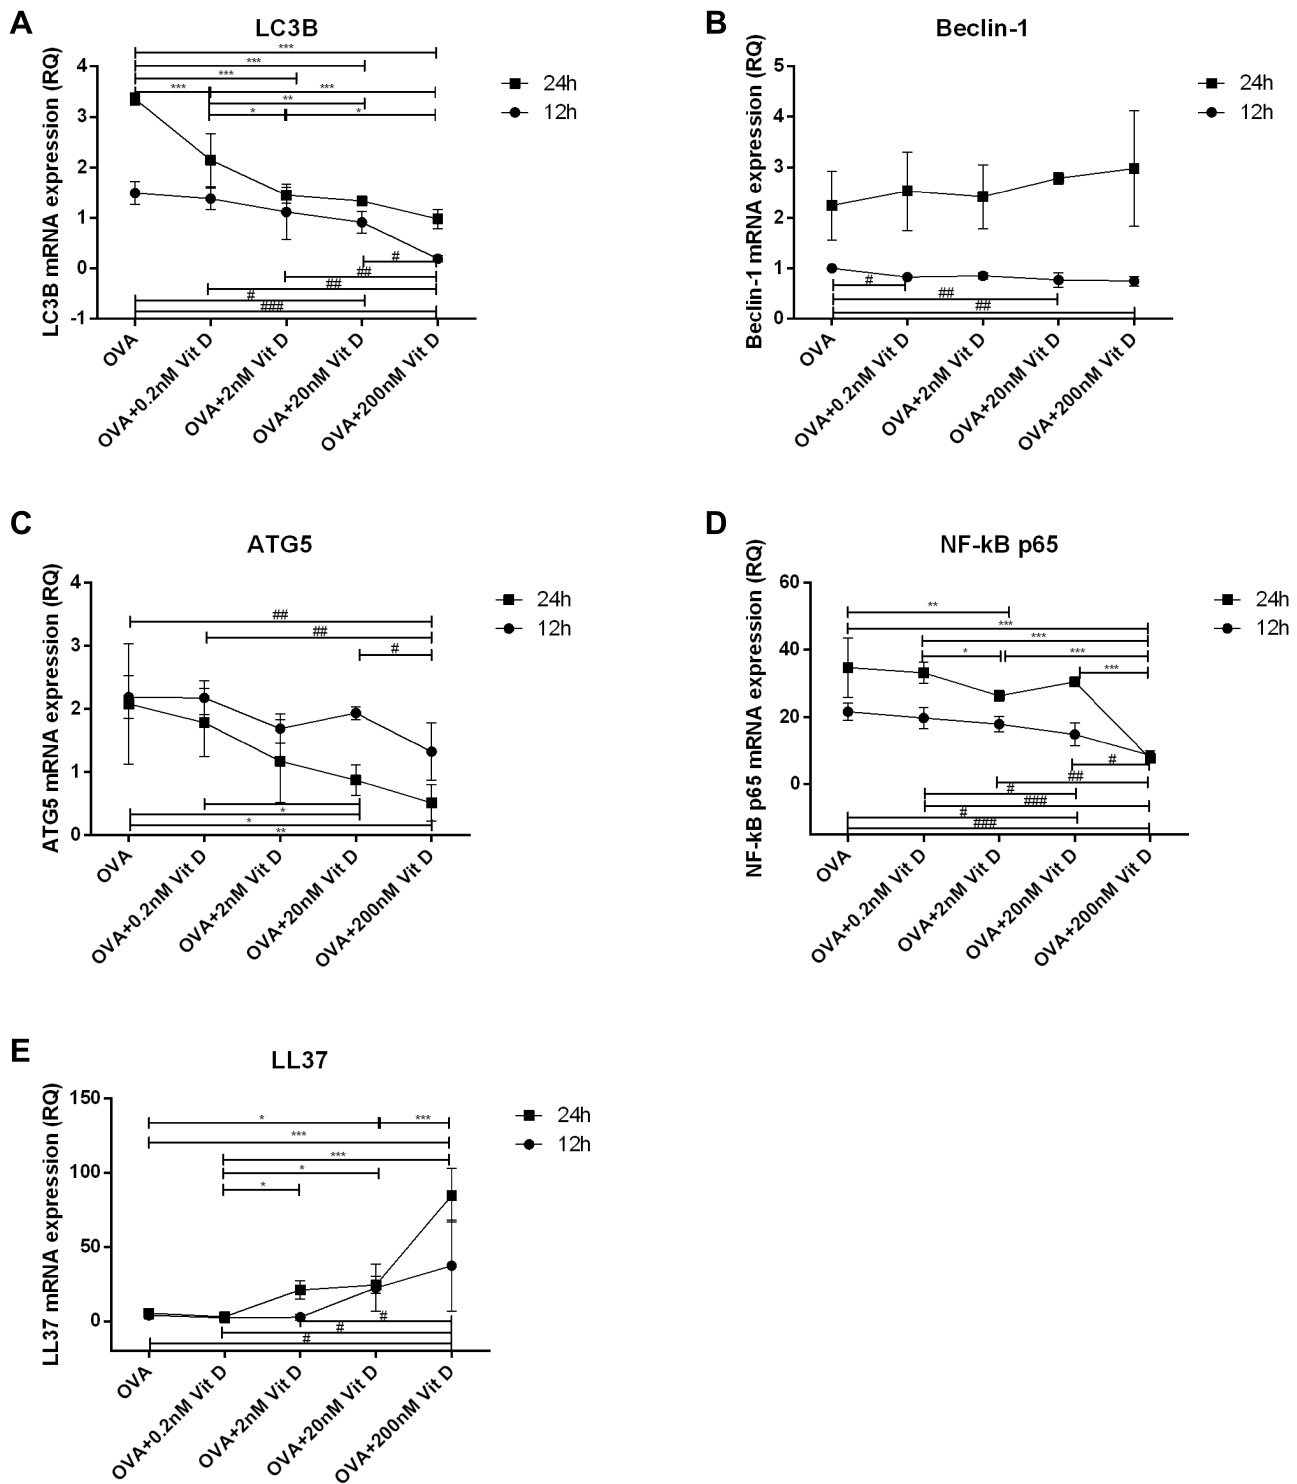 A
LC3B
LC3B mRNA expression (RQ)
4
3
2
1
0
-1
***
***
***
*** ***
**
* *
#
##
##
#
###
24h
12h
OVA
OVA+0.2nM Vit D
OVA+2nM Vit D
OVA+20nM Vit D
OVA+200nM Vit D
B
Beclin-1
Beclin-1 mRNA expression (RQ)
5
4
3
2
1
0
#
##
##
24h
12h
OVA
OVA+0.2nM Vit D
OVA+2nM Vit D
OVA+20nM Vit D
OVA+200nM Vit D
C
ATG5
ATG5 mRNA expression (RQ)
4
3
2
1
0
##
##
#
*
*
**
24h
12h
OVA
OVA+0.2nM Vit D
OVA+2nM Vit D
OVA+20nM Vit D
OVA+200nM Vit D
D
NF-kB p65
NF-kB p65 mRNA expression (RQ)
60
40
20
0
**
***
***
* ***
***
#
##
#
###
#
###
24h
12h
OVA
OVA+0.2nM Vit D
OVA+2nM Vit D
OVA+20nM Vit D
OVA+200nM Vit D
E
LL37
LL37 mRNA expression (RQ)
150
100
50
0
* ***
***
***
*
*
#
#
#
24h
12h
OVA
OVA+0.2nM Vit D
OVA+2nM Vit D
OVA+20nM Vit D
OVA+200nM Vit D